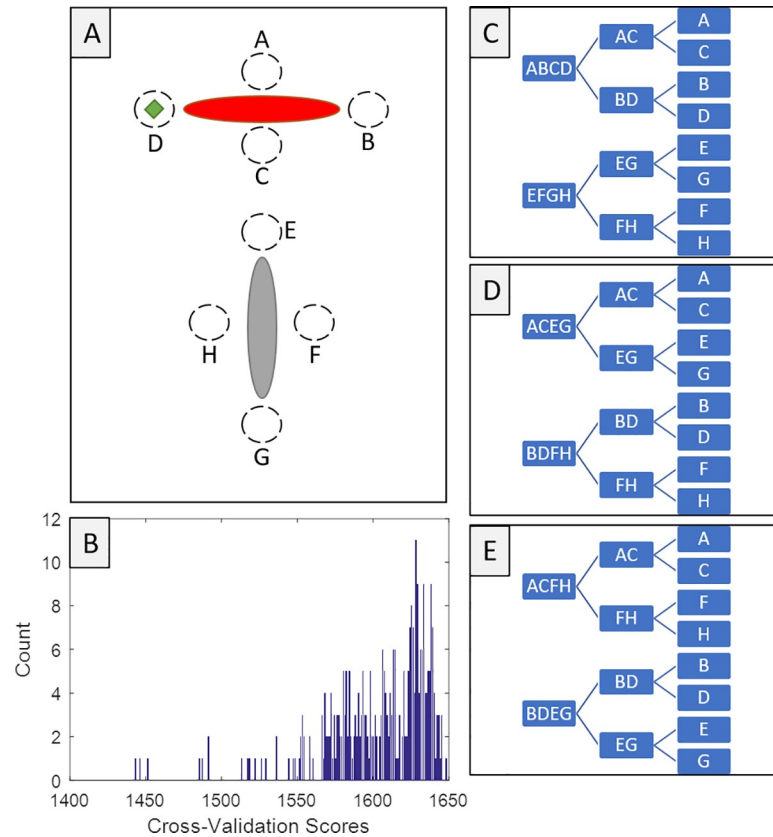 A
A
D
B
C
E
H
F
G
B
12
10
8
6
4
2
0
Count
1400 1450 1500 1550 1600 1650
Cross-Validation Scores
C
ABCD
AC
BD
A
C
B
D
EFGH
EG
FH
E
G
F
H
D
ACEG
AC
EG
A
C
E
G
BDFH
BD
FH
B
D
F
H
E
ACFH
AC
FH
A
C
F
H
BDEG
BD
EG
B
D
E
G